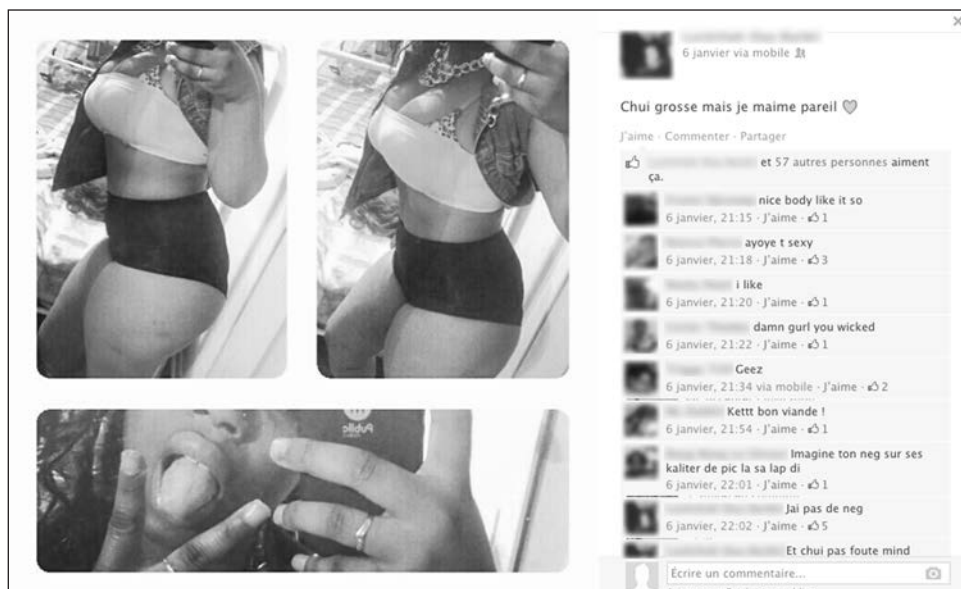 6 janvier via mobile
Chui grosse mais je maime pareil
J'aime · Commenter · Partager
et 57 autres personnes aiment
ça.
nice body like it so
6 janvier, 21:15 · J'aime · 1
ayoye t sexy
6 janvier, 21:18 · J'aime · 3
i like
6 janvier, 21:20 · J'aime · 1
damn gurl you wicked
6 janvier, 21:22 · J'aime · 1
Geez
6 janvier, 21:34 via mobile · J'aime · 2
Kettt bon viande !
6 janvier, 21:54 · J'aime · 1
Imagine ton neg sur ses
kaliter de pic la sa lap di
6 janvier, 22:01 · J'aime · 1
Jai pas de neg
6 janvier, 22:02 · J'aime · 5
Et chui pas foute mind
Écrire un commentaire...
Public